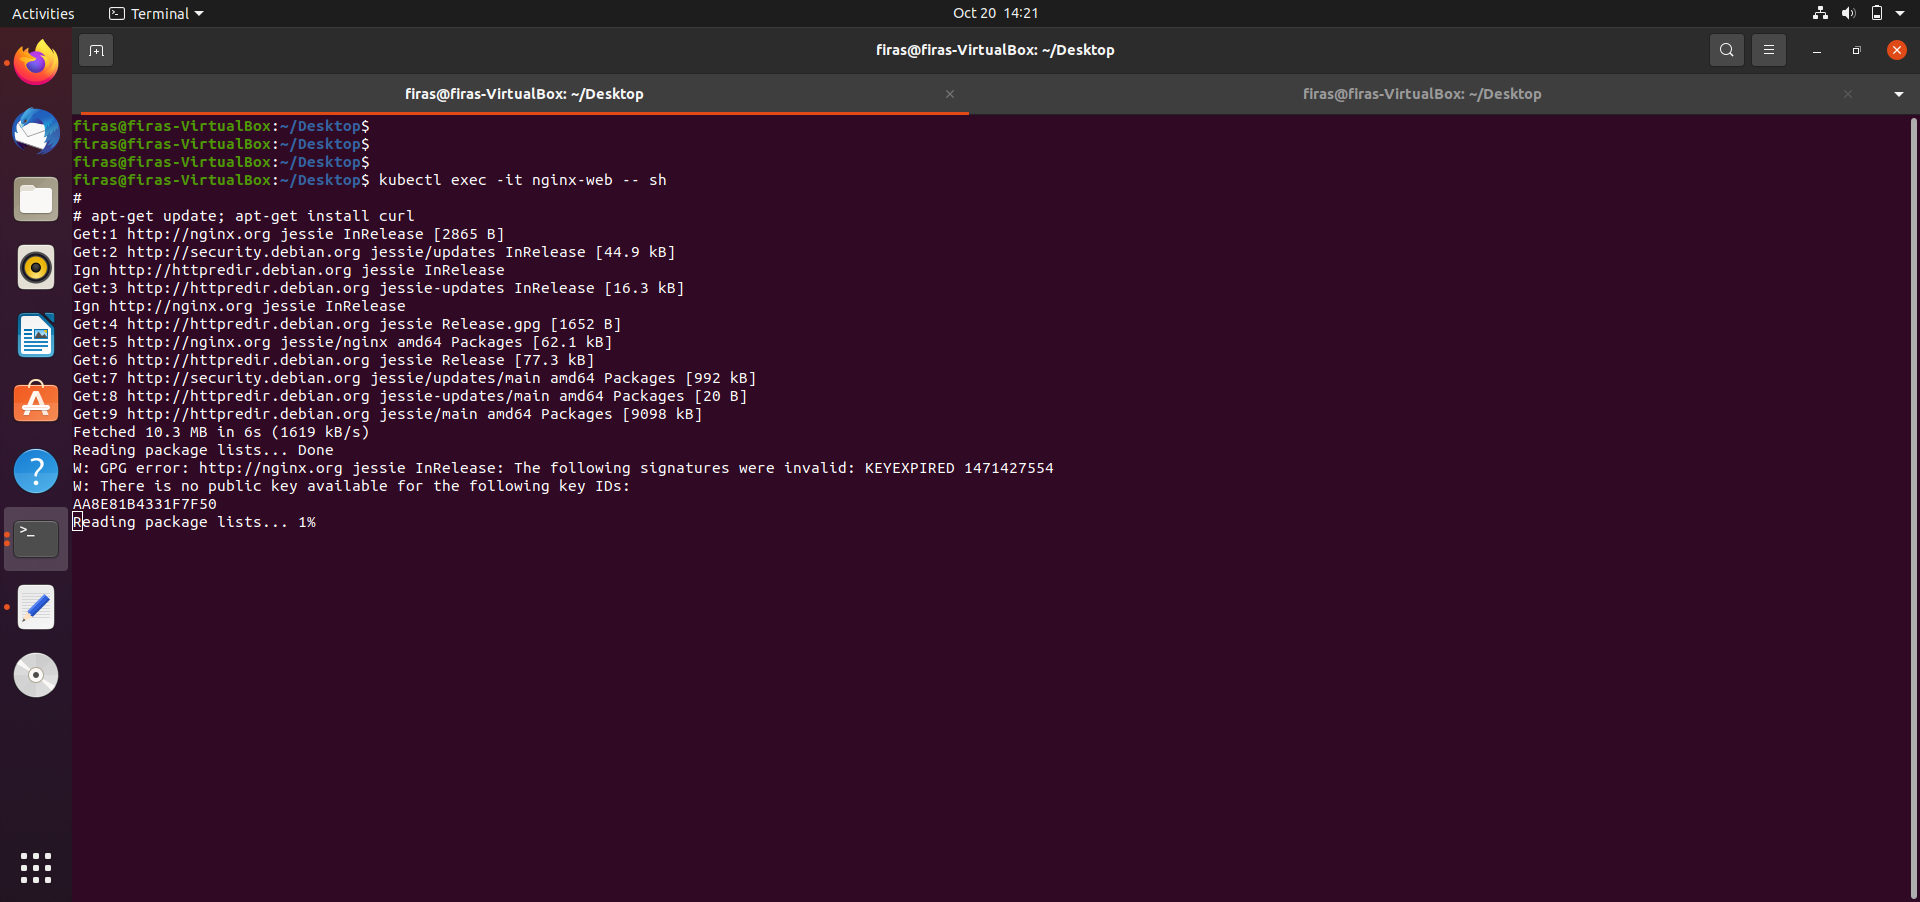 Activities
Terminal
Oct 20 14:21
firas@firas-VirtualBox: ~/Desktop
firas@firas-VirtualBox: ~/Desktop
firas@firas-VirtualBox: ~/Desktop
firas@firas-VirtualBox:~/Desktop$
firas@firas-VirtualBox:~/Desktop$
firas@firas-VirtualBox:~/Desktop$
firas@firas-VirtualBox:~/Desktop$ kubectl exec -it nginx-web -- sh
#
# apt-get update; apt-get install curl
Get:1 http://nginx.org jessie InRelease [2865 B]
Get:2 http://security.debian.org jessie/updates InRelease [44.9 kB]
Ign http://httpredir.debian.org jessie InRelease
Get:3 http://httpredir.debian.org jessie-updates InRelease [16.3 kB]
Ign http://nginx.org jessie InRelease
Get:4 http://httpredir.debian.org jessie Release.gpg [1652 B]
Get:5 http://nginx.org jessie/nginx amd64 Packages [62.1 kB]
Get:6 http://httpredir.debian.org jessie Release [77.3 kB]
Get:7 http://security.debian.org jessie/updates/main amd64 Packages [992 kB]
Get:8 http://httpredir.debian.org jessie-updates/main amd64 Packages [20 B]
Get:9 http://httpredir.debian.org jessie/main amd64 Packages [9098 kB]
Fetched 10.3 MB in 6s (1619 kB/s)
Reading package lists... Done
W: GPG error: http://nginx.org jessie InRelease: The following signatures were invalid: KEYEXPIRED 1471427554
W: There is no public key available for the following key IDs:
AA8E81B4331F7F50
Reading package lists... 1%